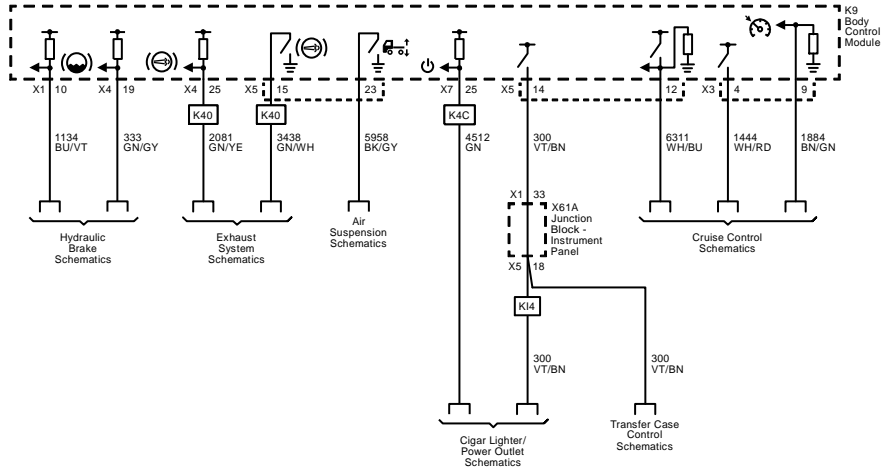 K9
Body
Control
Module
X1 10
X4 19
X4 25
X5 15
23
X7 25
X5 14
12
X3 4
9
K40
K40
K4C
1134
BU/VT
333
GN/GY
2081
GN/YE
3438
GN/WH
5958
BK/GY
4512
GN
300
VT/BN
6311
WH/BU
1444
WH/RD
1884
BN/GN
X1 33
X61A
Junction
Block -
Instrument
Panel
X5 18
Hydraulic
Brake
Schematics
Exhaust
System
Schematics
Air
Suspension
Schematics
Cruise Control
Schematics
KI4
300
VT/BN
300
VT/BN
Cigar Lighter/
Power Outlet
Schematics
Transfer Case
Control
Schematics